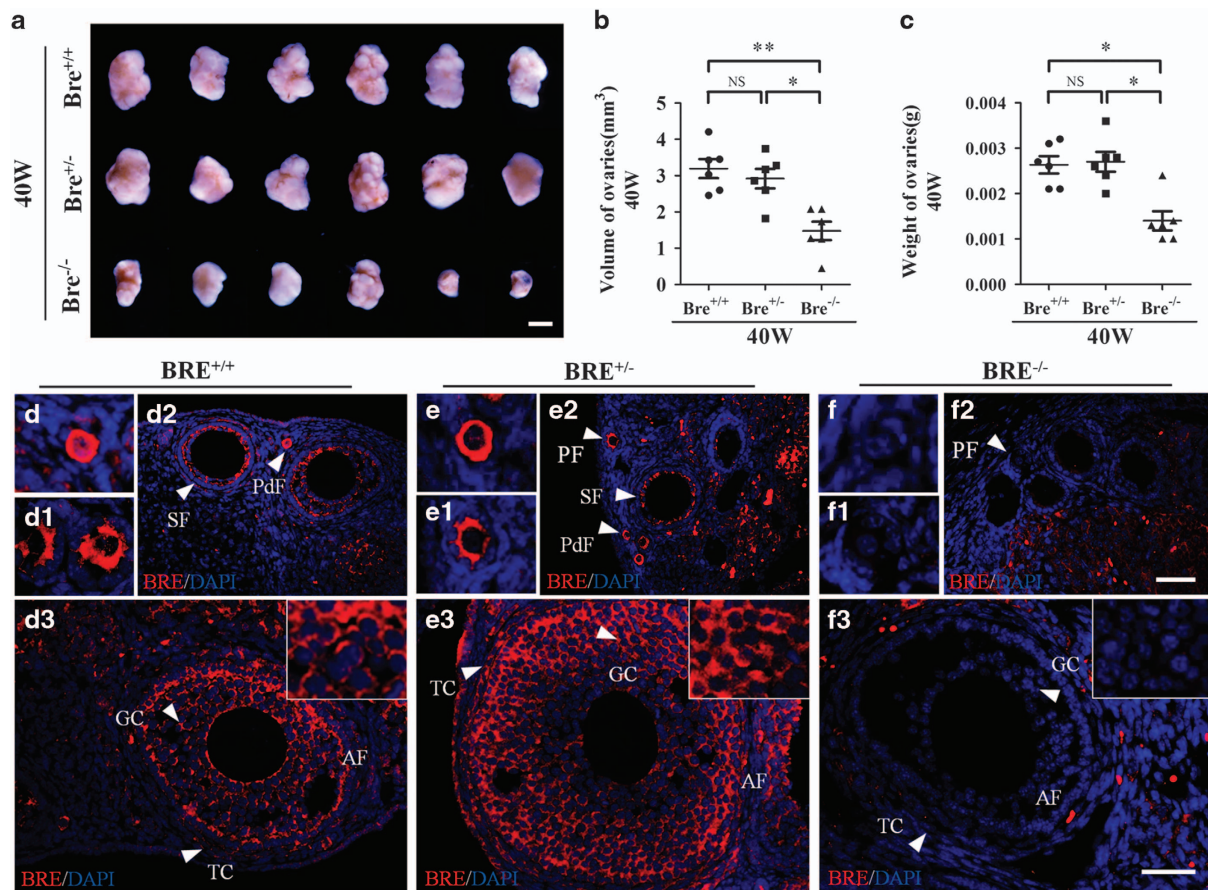 a
40W
Bre+/+
Bre+/-
Bre-/-
b
**
NS
*
Volume of ovaries(mm³)
40W
5
4
3
2
1
0
Bre+/+
Bre+/-
Bre-/-
40W
c
*
NS
*
Weight of ovaries(g)
40W
0.004
0.003
0.002
0.001
0.000
Bre+/+
Bre+/-
Bre-/-
40W
BRE+/+
BRE+/-
BRE-/-
d
d1
d2
SF
PdF
BRE/DAPI
e
e1
e2
PF
SF
PdF
BRE/DAPI
f
f1
f2
PF
BRE/DAPI
d3
GC
AF
TC
BRE/DAPI
e3
TC
GC
AF
BRE/DAPI
f3
GC
AF
TC
BRE/DAPI